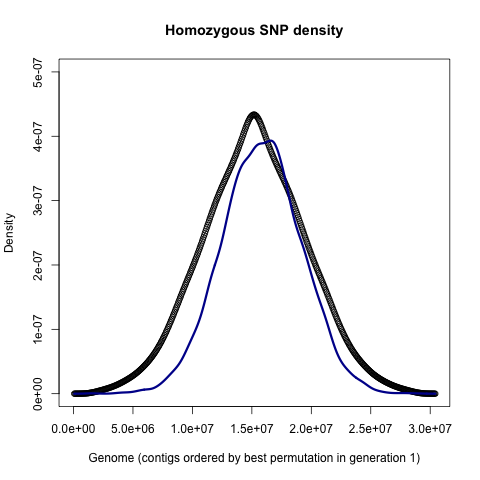 Homozygous SNP density
Density
5e-07
4e-07
3e-07
2e-07
1e-07
0e+00
0.0e+00 5.0e+06 1.0e+07 1.5e+07 2.0e+07 2.5e+07 3.0e+07
Genome (contigs ordered by best permutation in generation 1)